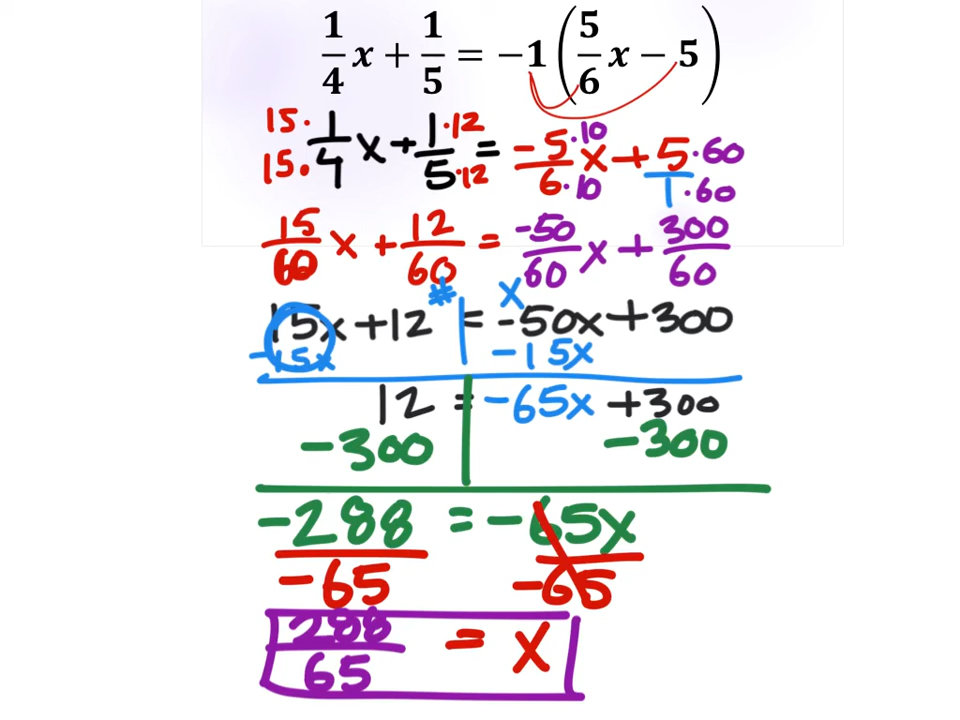 1/4 x + 1/5 = −1(5/6 x − 5)
15· 1/4 x + 1·12/5·12 = −5·10/6·10 x + 5·60/1·60
15·
15/60 x + 12/60 = −50/60 x + 300/60
* x
15x + 12 = −50x + 300
−15x −15x
12 = −65x + 300
−300 −300
−288 = −65x
−65 −65
288/65 = x